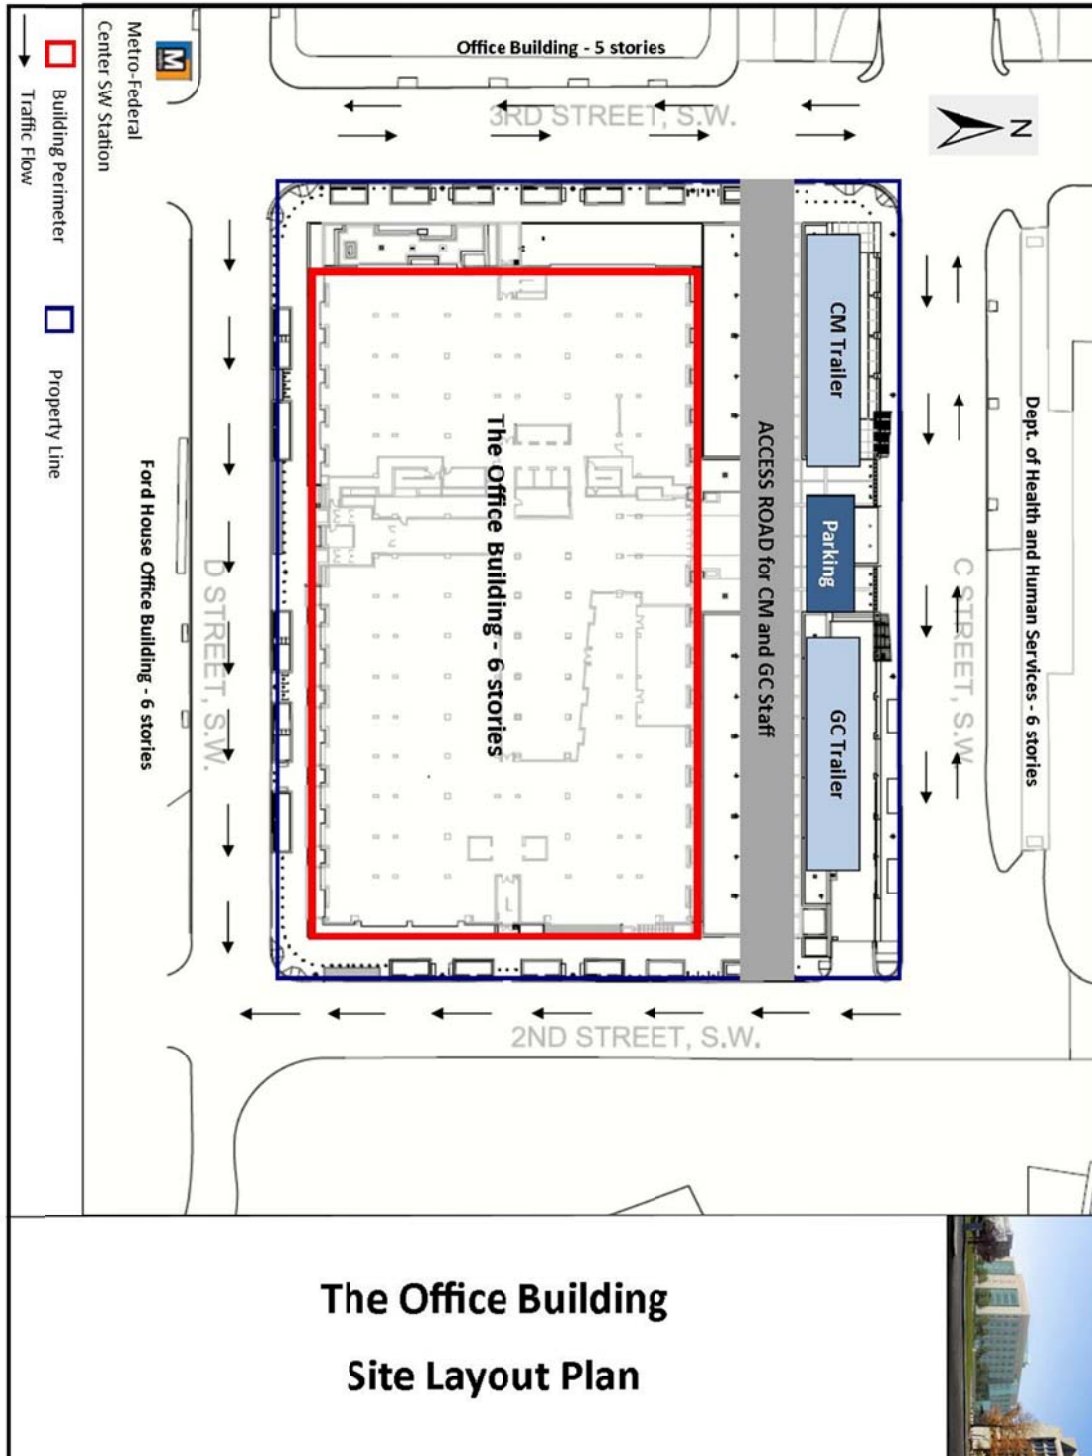 Office Building - 5 stories
3RD STREET, S.W.
N
M
Metro-Federal
Center SW Station
Building Perimeter
Property Line
Traffic Flow
Dept. of Health and Human Services - 6 stories
C STREET, S.W.
CM Trailer
Parking
GC Trailer
ACCESS ROAD for CM and GC Staff
The Office Building - 6 stories
D STREET, S.W.
Ford House Office Building - 6 stories
2ND STREET, S.W.
The Office Building
Site Layout Plan